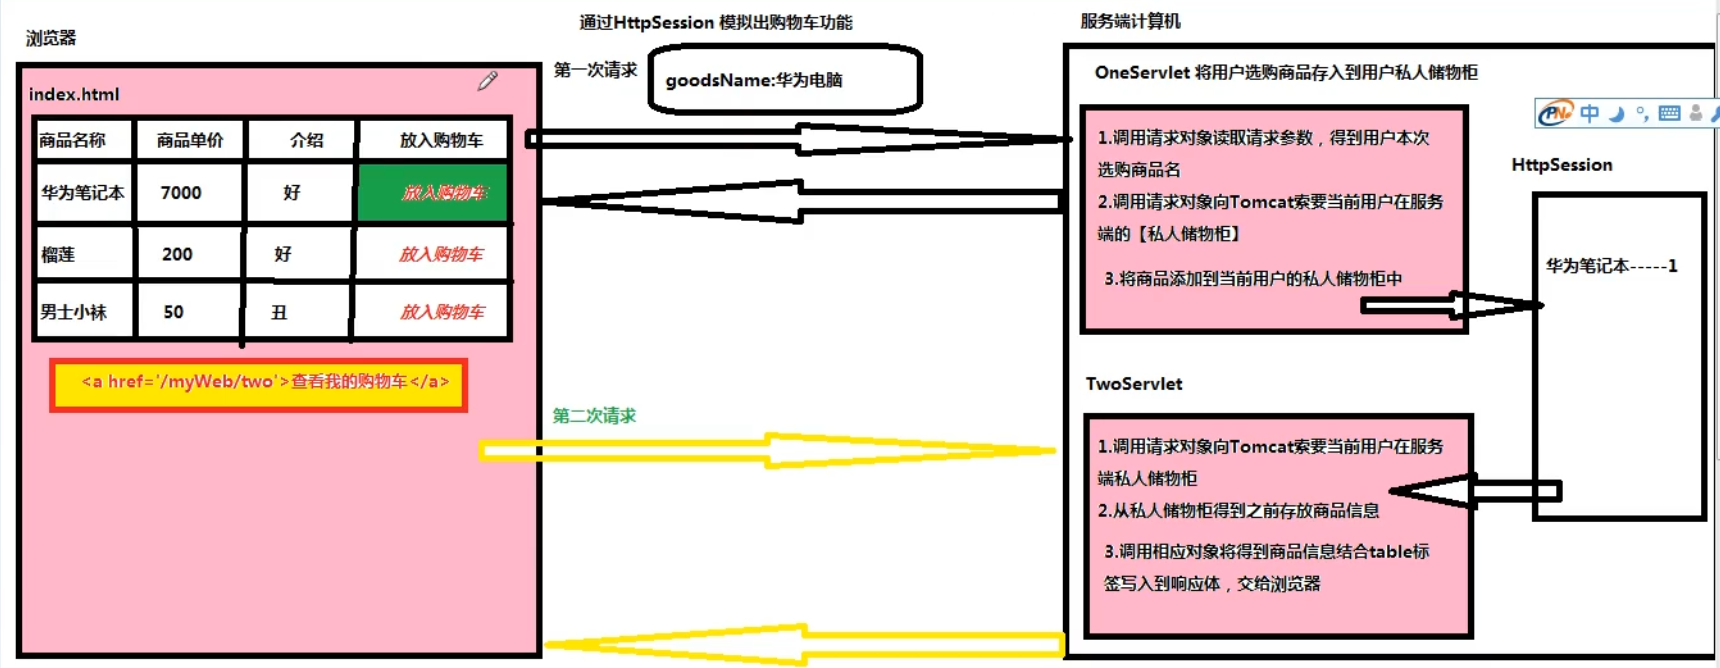 通过HttpSession 模拟出购物车功能
浏览器
index.html
商品名称 商品单价 介绍 放入购物车
华为笔记本 7000 好 放入购物车
榴莲 200 好 放入购物车
男士小袜 50 丑 放入购物车
<a href='/myWeb/two'>查看我的购物车</a>
第一次请求
goodsName:华为电脑
第二次请求
服务端计算机
OneServlet 将用户选购商品存入到用户私人储物柜
1.调用请求对象读取请求参数，得到用户本次
选购商品名
2.调用请求对象向Tomcat索要当前用户在服务
端的【私人储物柜】
3.将商品添加到当前用户的私人储物柜中
中
HttpSession
华为笔记本-----1
TwoServlet
1.调用请求对象向Tomcat索要当前用户在服务
端私人储物柜
2.从私人储物柜得到之前存放商品信息
3.调用相应对象将得到商品信息结合table标
签写入到响应体，交给浏览器